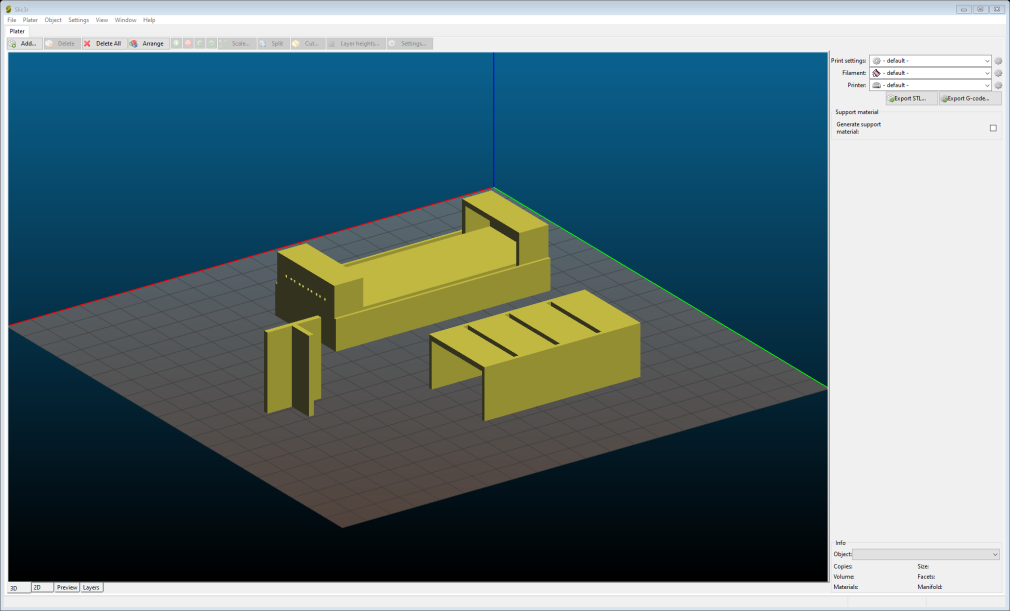 Slic3r
File Plater Object Settings View Window Help
Plater
Add... Delete Delete All Arrange Scale... Split Cut... Layer heights... Settings...
Print settings: - default -
Filament: - default -
Printer: - default -
Export STL... Export G-code...
Support material
Generate support
material:
Info
Object:
Copies: Size:
Volume: Facets:
Materials: Manifold:
3D 2D Preview Layers